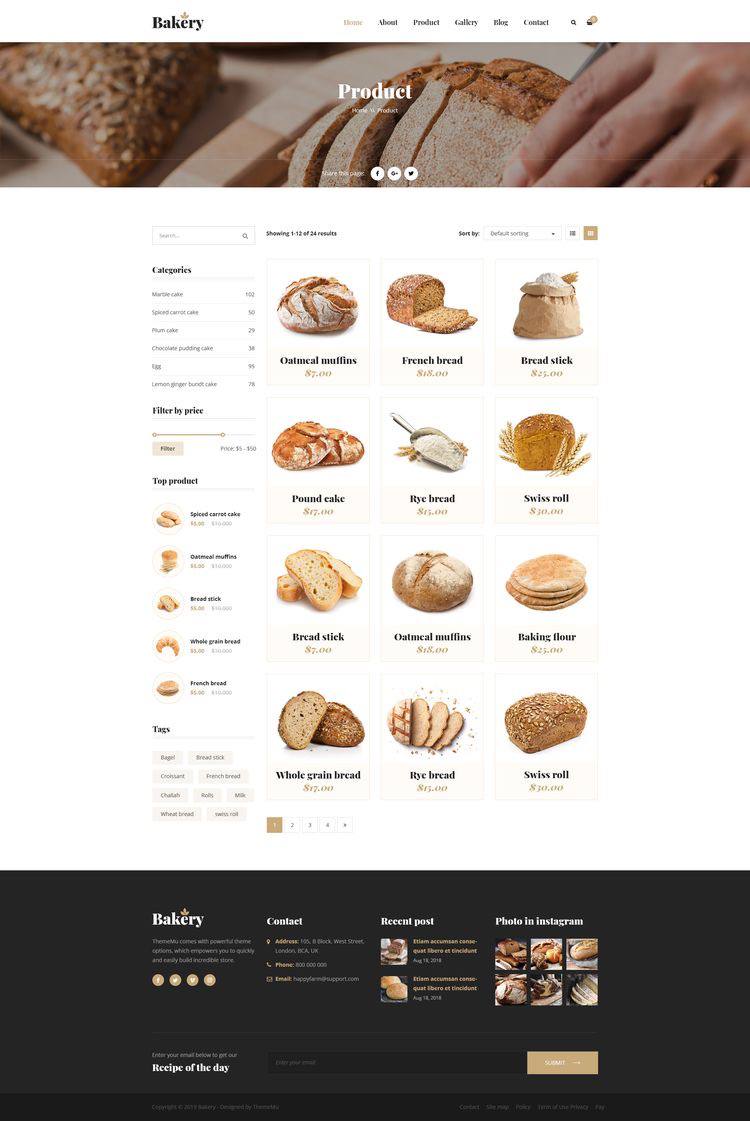 Bakery
Home About Product Gallery Blog Contact
0
Product
Home \\ Product
Share this page:
Search...
Showing 1-12 of 24 results
Sort by: Default sorting
Categories
Marble cake 102
Spiced carrot cake 50
Plum cake 29
Chocolate pudding cake 38
Egg 95
Lemon ginger bundt cake 78
Filter by price
Filter Price: $5 - $50
Top product
Spiced carrot cake
$5.00 $10.000
Oatmeal muffins
$5.00 $10.000
Bread stick
$5.00 $10.000
Whole grain bread
$5.00 $10.000
French bread
$5.00 $10.000
Tags
Bagel Bread stick
Croissant French bread
Challah Rolls Milk
Wheat bread swiss roll
Oatmeal muffins
$7.00
French bread
$18.00
Bread stick
$25.00
Pound cake
$17.00
Rye bread
$15.00
Swiss roll
$30.00
Bread stick
$7.00
Oatmeal muffins
$18.00
Baking flour
$25.00
Whole grain bread
$17.00
Rye bread
$15.00
Swiss roll
$30.00
1 2 3 4 »
Bakery
ThemeMu comes with powerful theme
options, which empowers you to quickly
and easily build incredible store.
Contact
Address: 105, B Block, West Street,
London, BCA, UK
Phone: 800 000 000
Email: happyfarm@support.com
Recent post
Etiam accumsan conse-
quat libero et tincidunt
Aug 18, 2018
Etiam accumsan conse-
quat libero et tincidunt
Aug 18, 2018
Photo in instagram
Enter your email below to get our
Recipe of the day
Enter your email
SUBMIT
Copyright © 2019 Bakery - Designed by ThemeMu
Contact Site map Policy Term of Use Privacy Pay